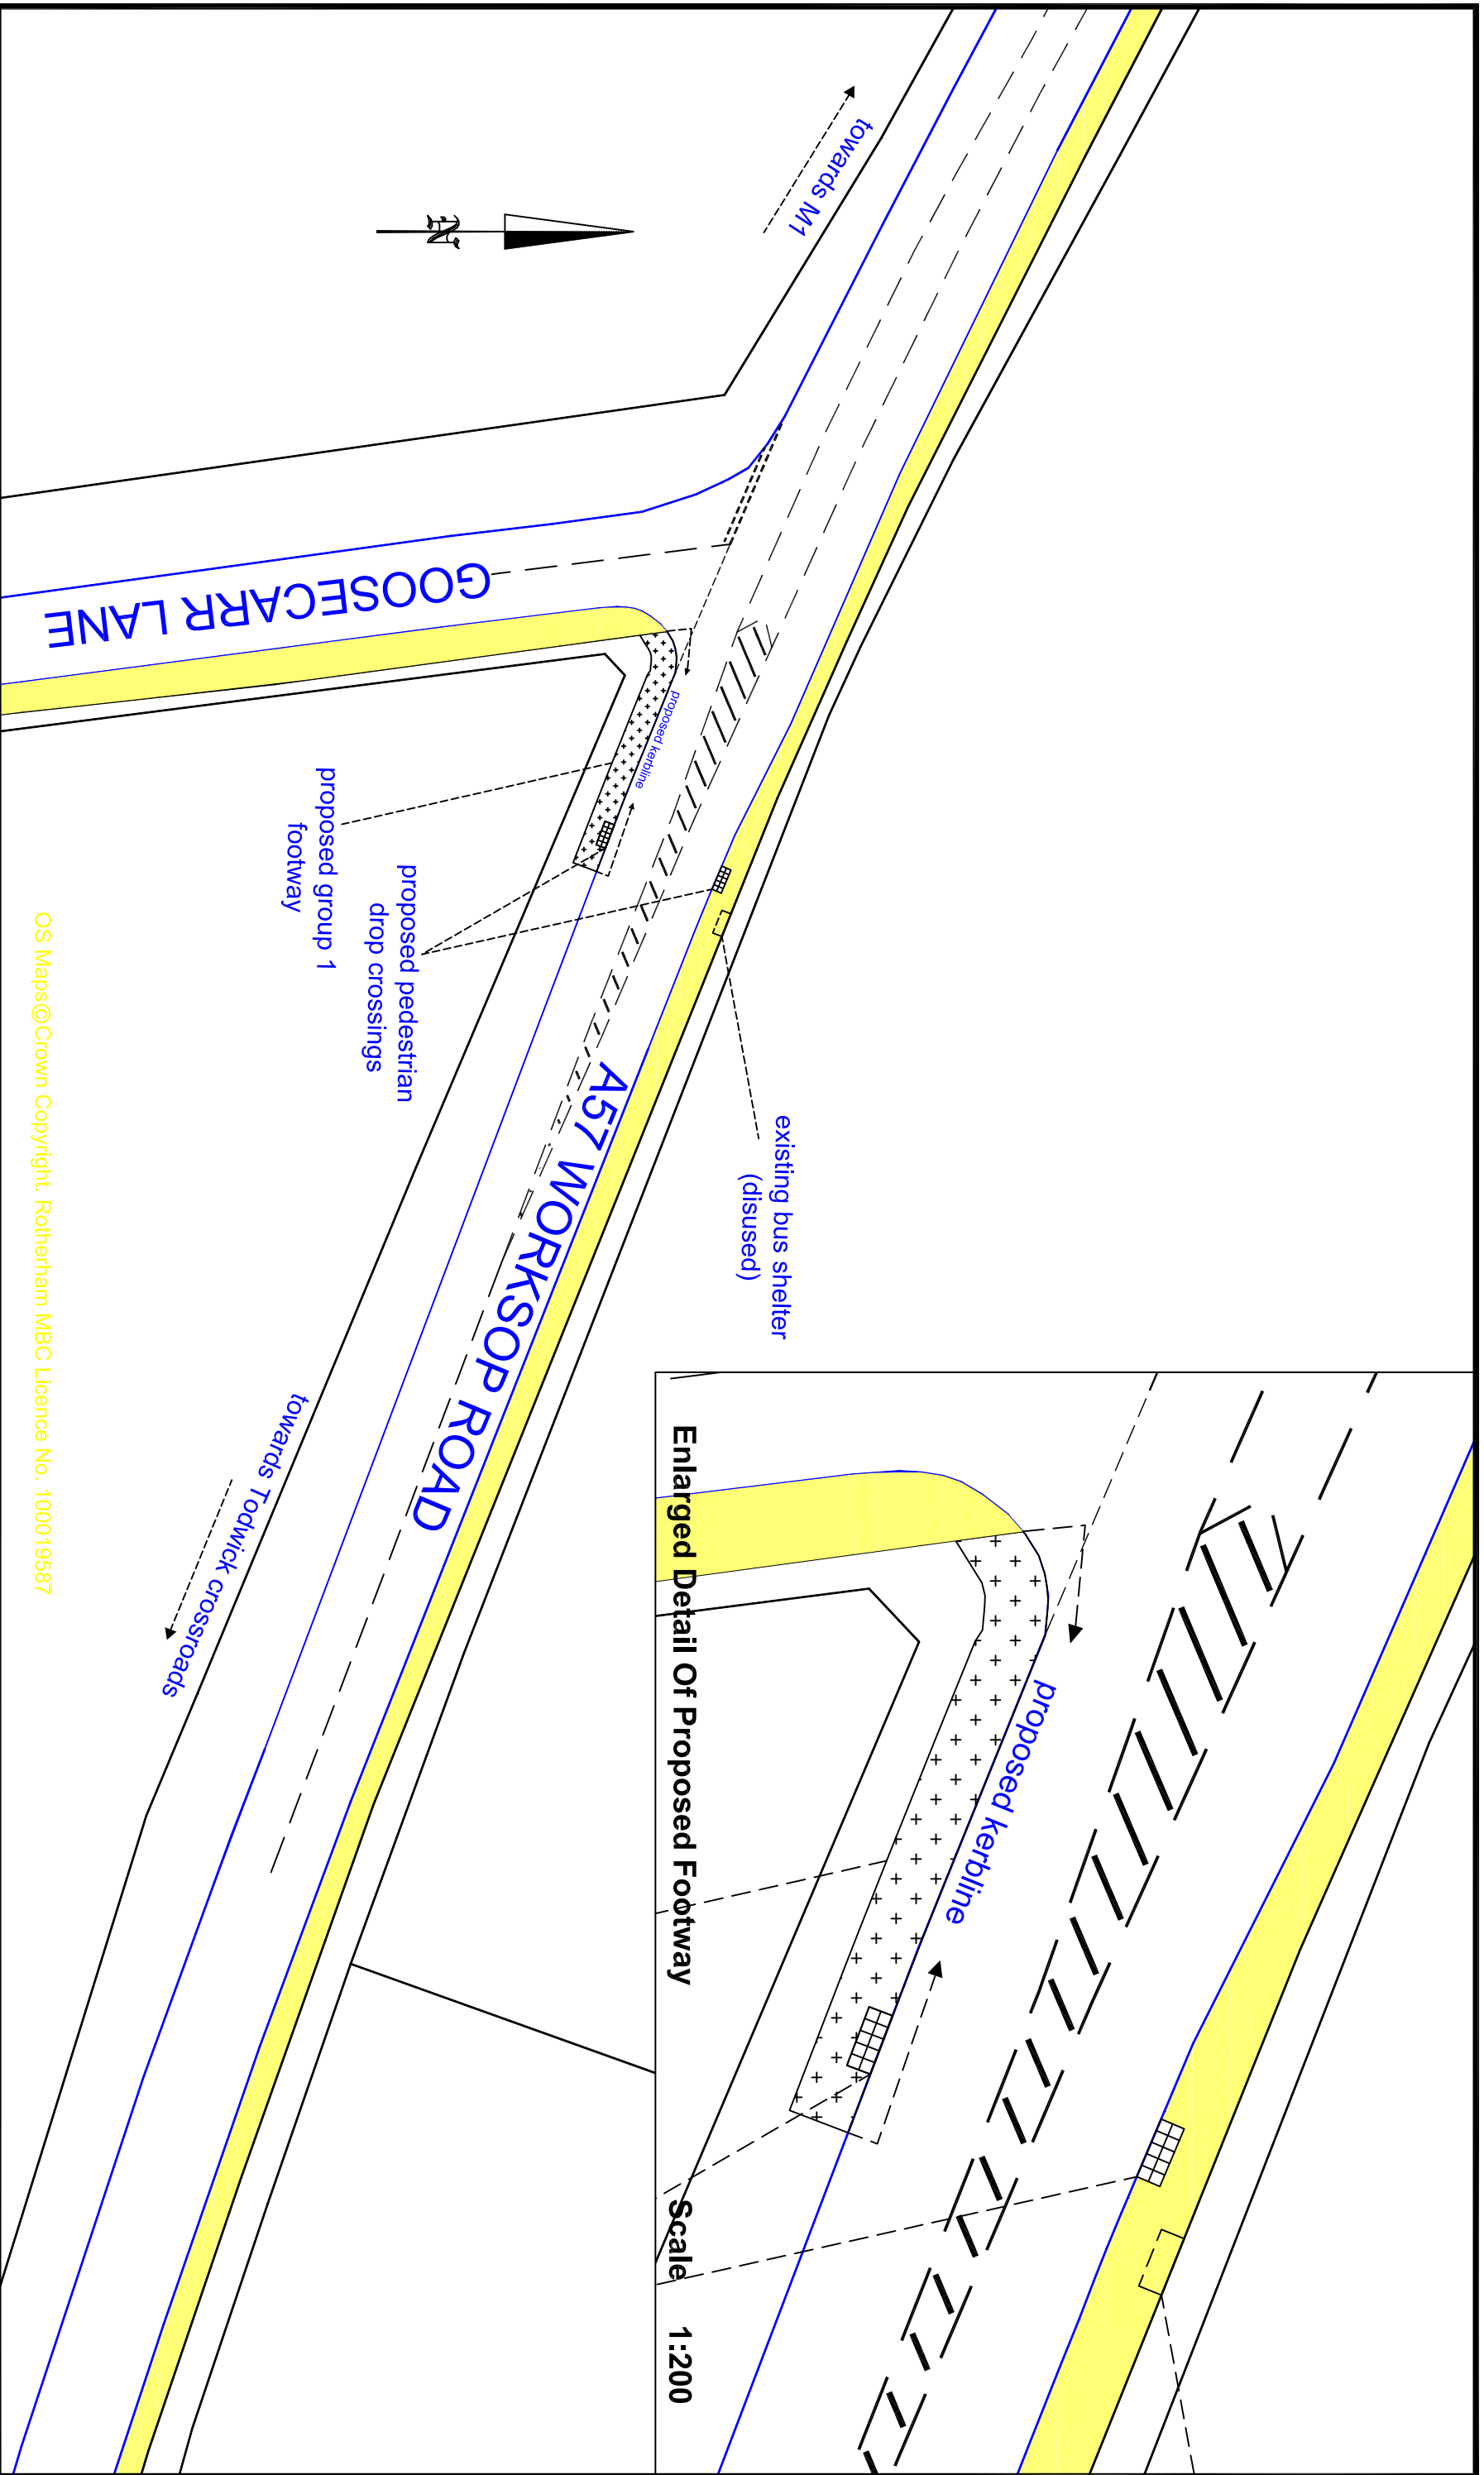 towards M1
N
existing bus shelter
(disused)
GOOSECARR LANE
proposed kerbline
A57 WORKSOP ROAD
proposed pedestrian
drop crossings
proposed group 1
footway
towards Todwick crossroads
OS Maps©Crown Copyright. Rotherham MBC Licence No. 100019587
proposed kerbline
Enlarged Detail Of Proposed Footway Scale 1:200